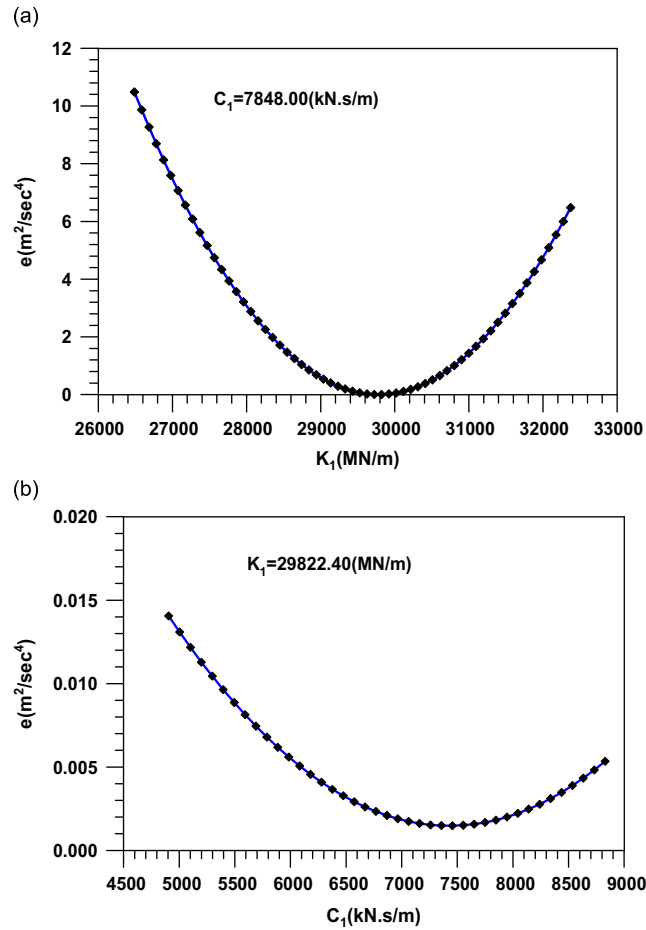 (a)
12
10
8
6
4
2
0
e(m²/sec⁴)
C₁=7848.00(kN.s/m)
26000 27000 28000 29000 30000 31000 32000 33000
K₁(MN/m)
(b)
0.020
0.015
0.010
0.005
0.000
e(m²/sec⁴)
K₁=29822.40(MN/m)
4500 5000 5500 6000 6500 7000 7500 8000 8500 9000
C₁(kN.s/m)